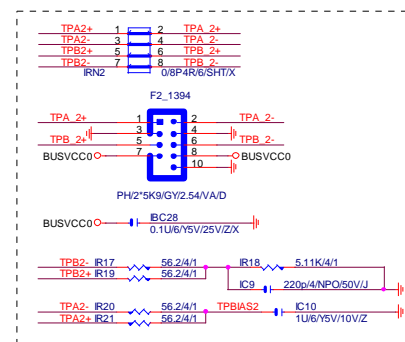 TPA2+ 1 2 TPA_2+
TPA2- 3 4 TPA_2-
TPB2+ 5 6 TPB_2+
TPB2- 7 8 TPB_2-
IRN2 0/8P4R/6/SHT/X
F2_1394
TPA_2+ 1 2 TPA_2-
3 4
TPB_2+ 5 6 TPB_2-
BUSVCC0 7 8 BUSVCC0
10
PH/2*5K9/GY/2.54/VA/D
BUSVCC0 IBC28
0.1U/6/Y5V/25V/Z/X
TPB2- IR17 56.2/4/1 IR18 5.11K/4/1
TPB2+ IR19 56.2/4/1 IC9 220p/4/NPO/50V/J
TPA2- IR20 56.2/4/1 TPBIAS2 IC10
TPA2+ IR21 56.2/4/1 1U/6/Y5V/10V/Z